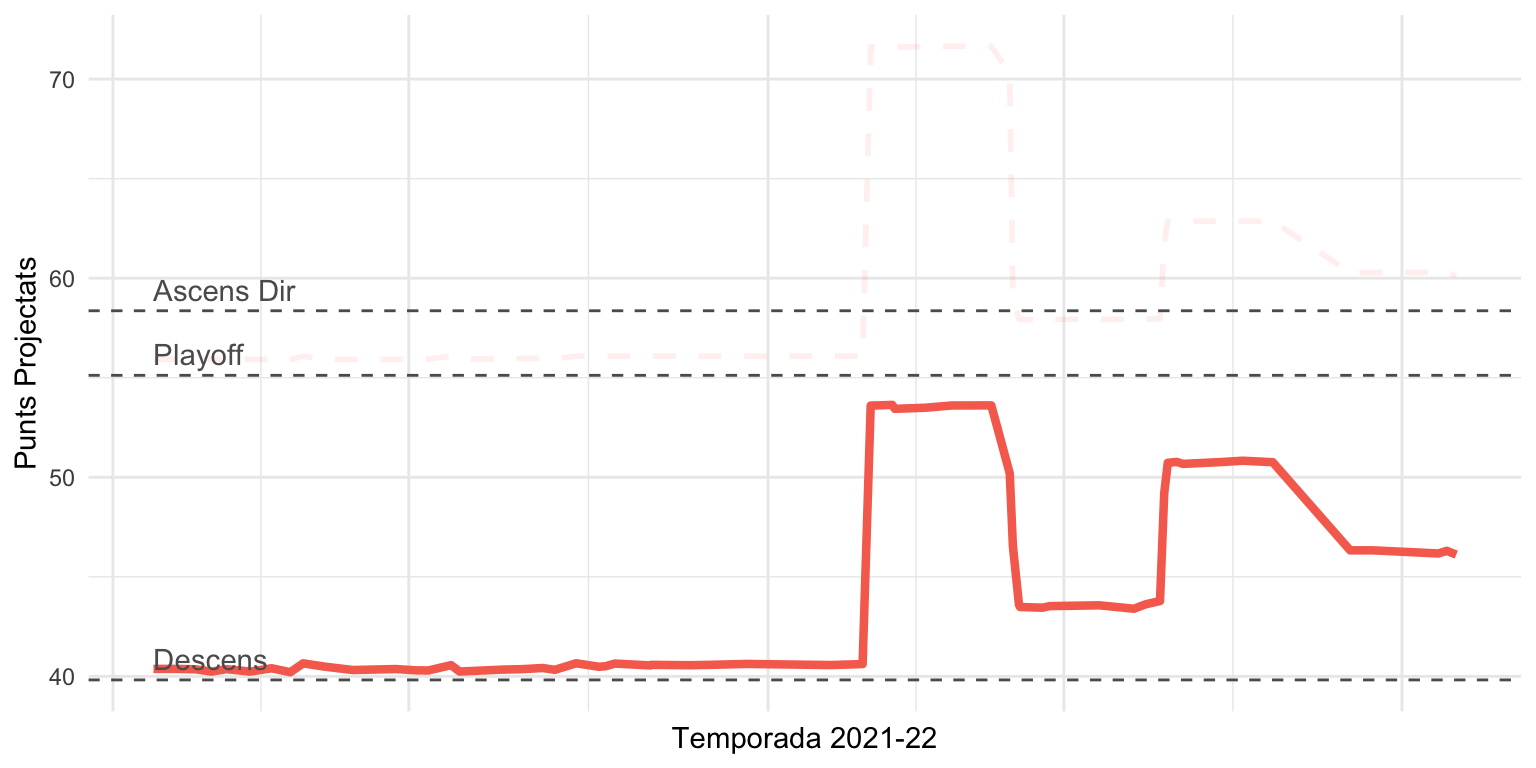 70
60
50
40
Punts Projectats
Ascens Dir
Playoff
Descens
Temporada 2021-22